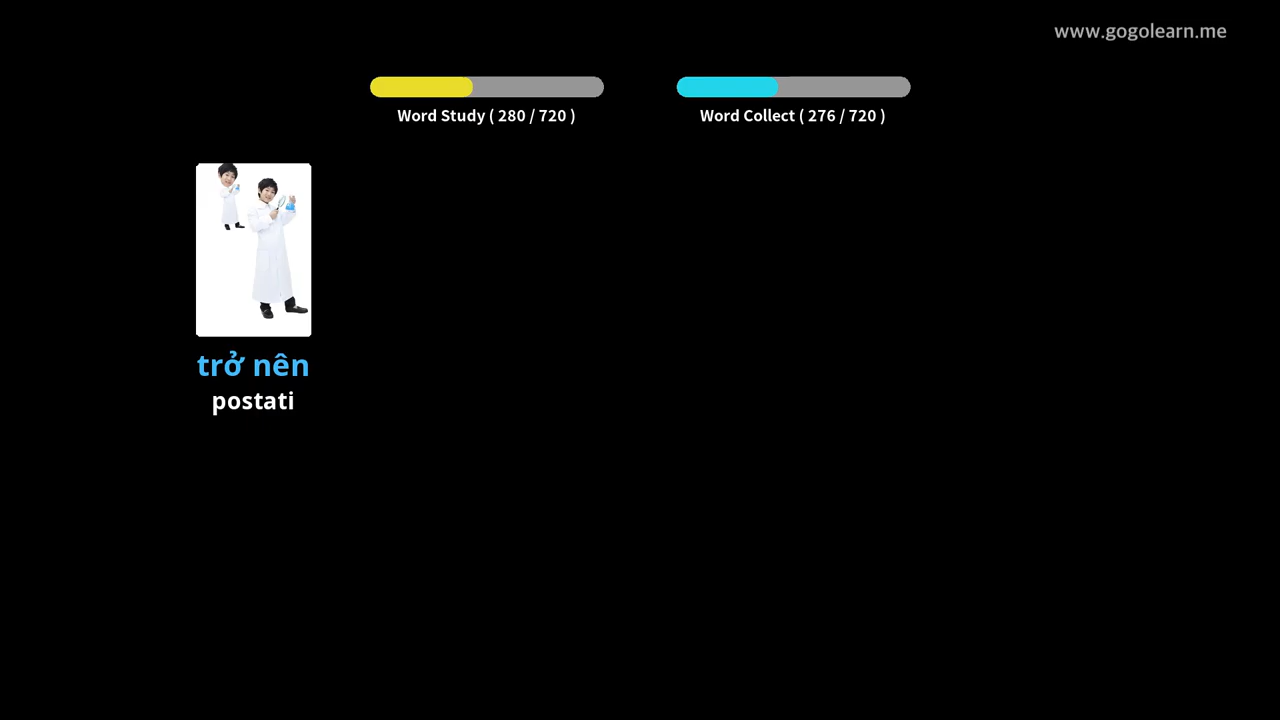 www.gogolearn.me
Word Study ( 280 / 720 )
Word Collect ( 276 / 720 )
trở nên
postati